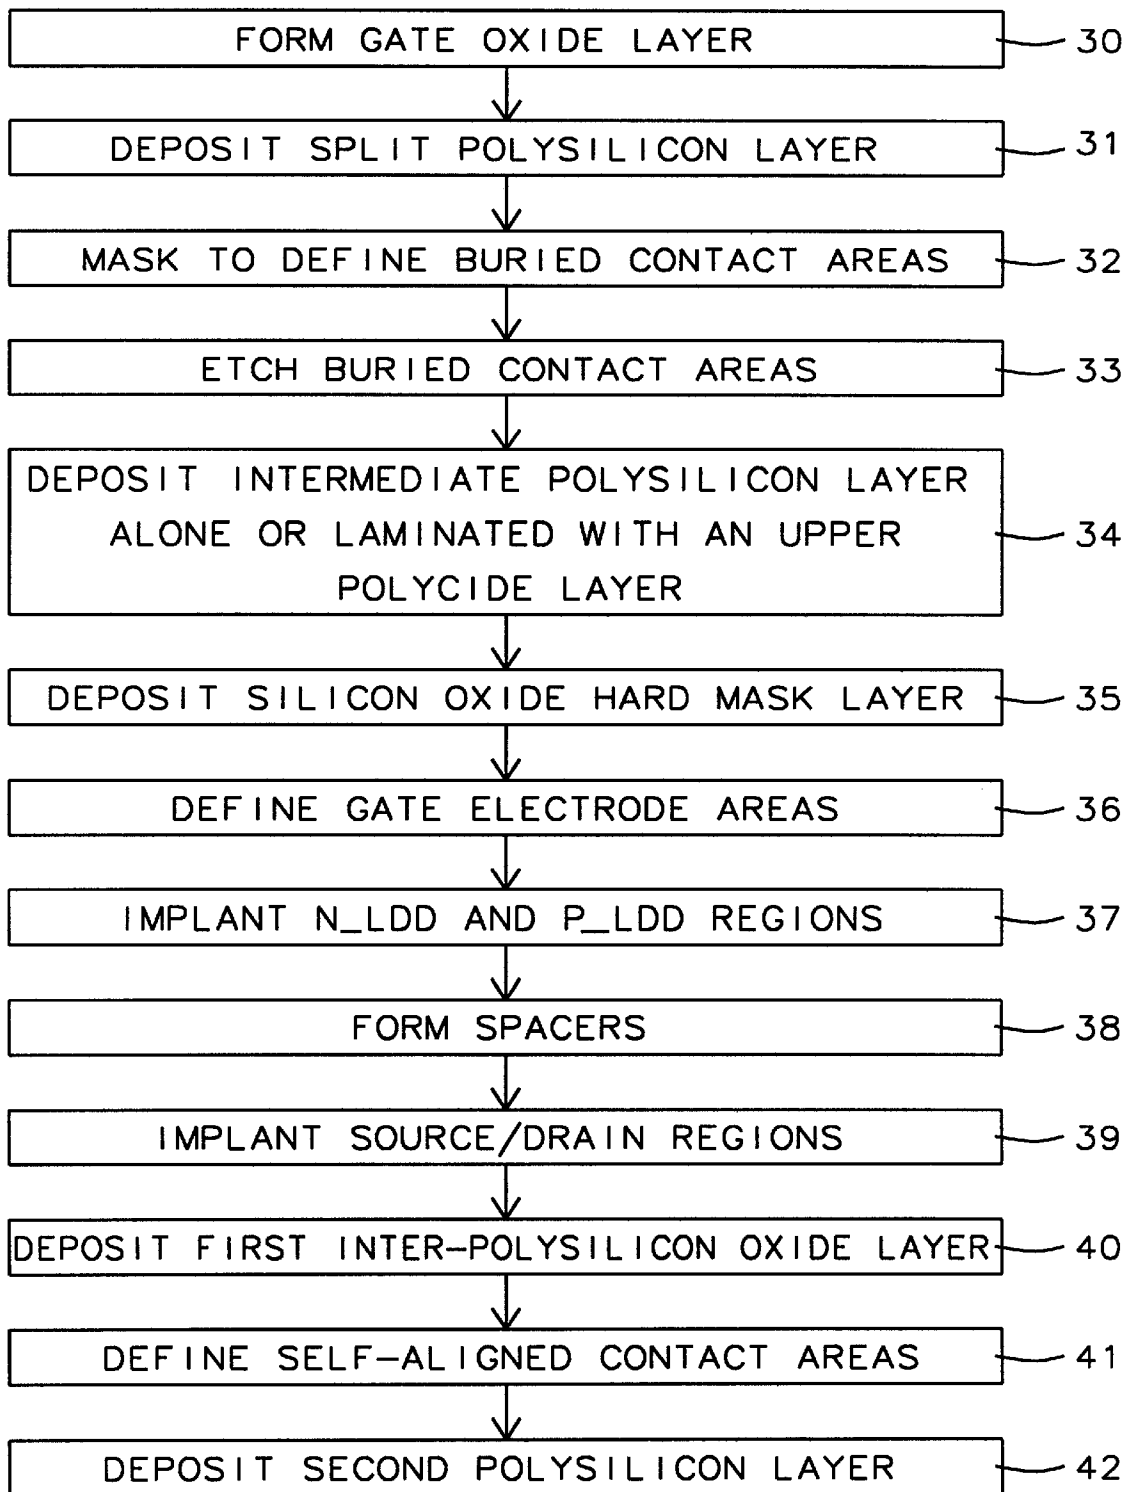 FORM GATE OXIDE LAYER 30
DEPOSIT SPLIT POLYSILICON LAYER 31
MASK TO DEFINE BURIED CONTACT AREAS 32
ETCH BURIED CONTACT AREAS 33
DEPOSIT INTERMEDIATE POLYSILICON LAYER
ALONE OR LAMINATED WITH AN UPPER 34
POLYCIDE LAYER
DEPOSIT SILICON OXIDE HARD MASK LAYER 35
DEFINE GATE ELECTRODE AREAS 36
IMPLANT N_LDD AND P_LDD REGIONS 37
FORM SPACERS 38
IMPLANT SOURCE/DRAIN REGIONS 39
DEPOSIT FIRST INTER-POLYSILICON OXIDE LAYER 40
DEFINE SELF-ALIGNED CONTACT AREAS 41
DEPOSIT SECOND POLYSILICON LAYER 42